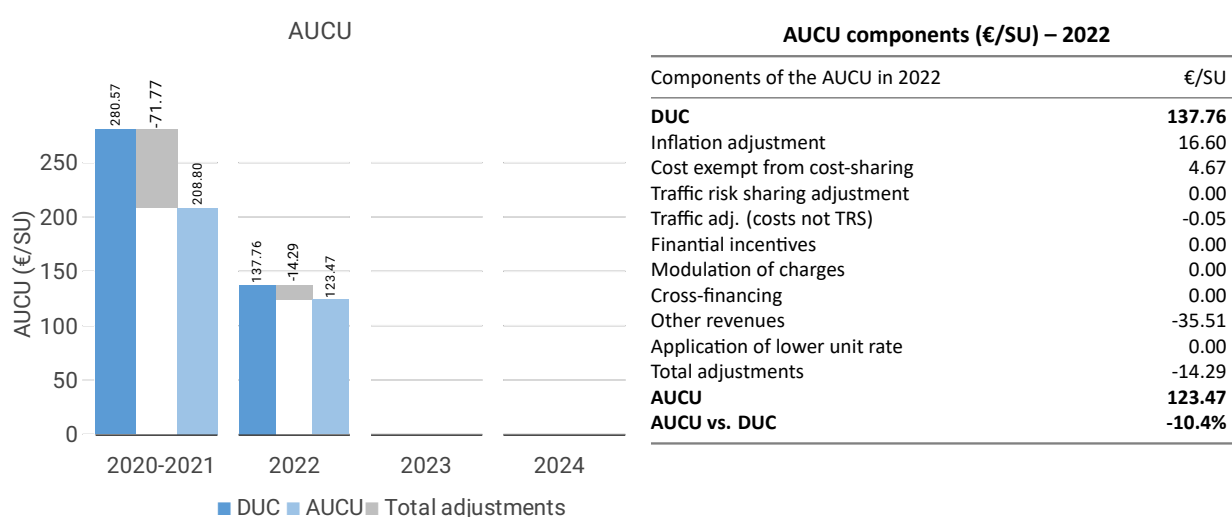 AUCU
AUCU (€/SU)
250
200
150
100
50
0
280.57
-71.77
208.80
137.76
-14.29
123.47
2020-2021
2022
2023
2024
DUC AUCU Total adjustments
AUCU components (€/SU) – 2022
Components of the AUCU in 2022 €/SU
DUC 137.76
Inflation adjustment 16.60
Cost exempt from cost-sharing 4.67
Traffic risk sharing adjustment 0.00
Traffic adj. (costs not TRS) -0.05
Finantial incentives 0.00
Modulation of charges 0.00
Cross-financing 0.00
Other revenues -35.51
Application of lower unit rate 0.00
Total adjustments -14.29
AUCU 123.47
AUCU vs. DUC -10.4%